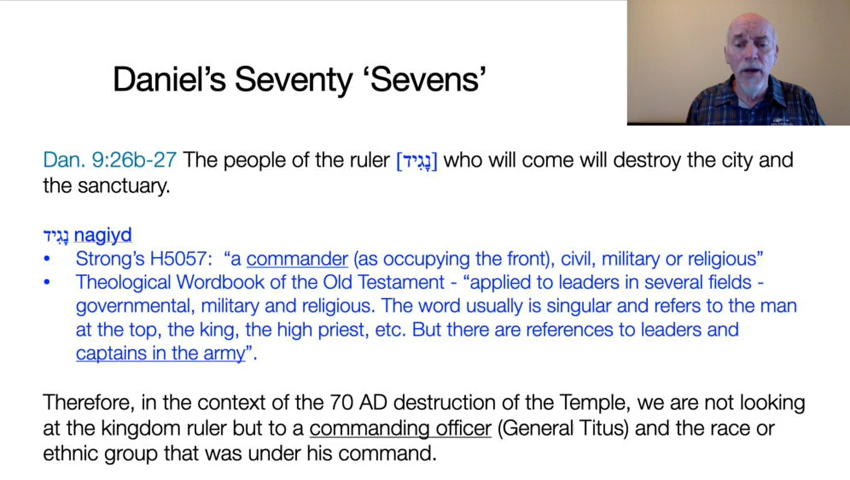 Daniel's Seventy 'Sevens'
Dan. 9:26b-27 The people of the ruler [נָגִיד] who will come will destroy the city and
the sanctuary.
נָגִיד nagiyd
• Strong's H5057: “a commander (as occupying the front), civil, military or religious”
• Theological Wordbook of the Old Testament - “applied to leaders in several fields -
governmental, military and religious. The word usually is singular and refers to the man
at the top, the king, the high priest, etc. But there are references to leaders and
captains in the army”.
Therefore, in the context of the 70 AD destruction of the Temple, we are not looking
at the kingdom ruler but to a commanding officer (General Titus) and the race or
ethnic group that was under his command.